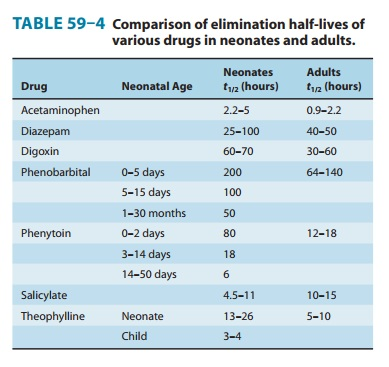 TABLE 59–4 Comparison of elimination half-lives of
various drugs in neonates and adults.
Drug Neonatal Age Neonates t1/2 (hours) Adults t1/2 (hours)
Acetaminophen 2.2–5 0.9–2.2
Diazepam 25–100 40–50
Digoxin 60–70 30–60
Phenobarbital 0–5 days 200 64–140
5–15 days 100
1–30 months 50
Phenytoin 0–2 days 80 12–18
3–14 days 18
14–50 days 6
Salicylate 4.5–11 10–15
Theophylline Neonate 13–26 5–10
Child 3–4